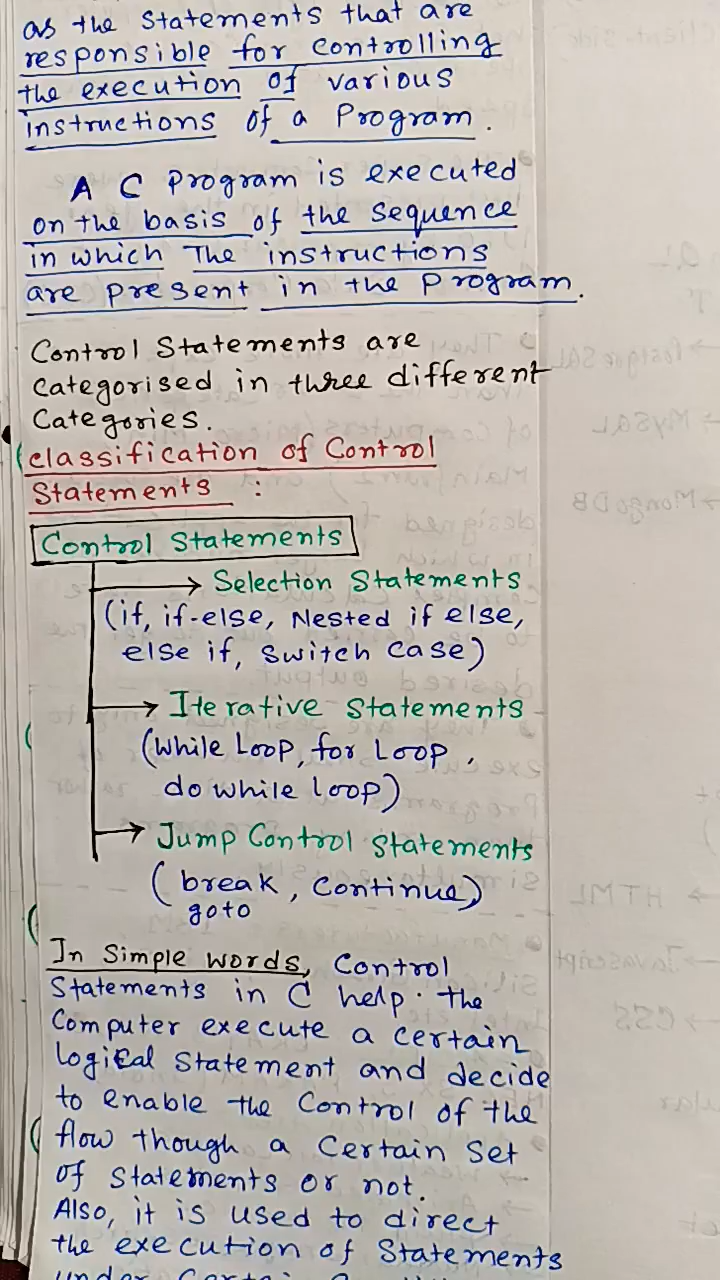 as the Statements that are
responsible for controlling
the execution of various
instructions of a Program.
A C Program is executed
on the basis of the sequence
in which The instructions
are present in the Program.
Control Statements are
categorised in three different
Categories.
classification of Control
Statements :
Control Statements
→ Selection Statements
(if, if-else, Nested if else,
else if, switch case)
→ Iterative Statements
(while Loop, for Loop,
do while loop)
→ Jump Control Statements
(break, Continue,)
goto
In Simple words, Control
Statements in C help. the
Computer execute a certain
logical Statement and decide
to enable the Control of the
flow though a Certain Set
of Statements or not.
Also, it is used to direct
the execution of Statements